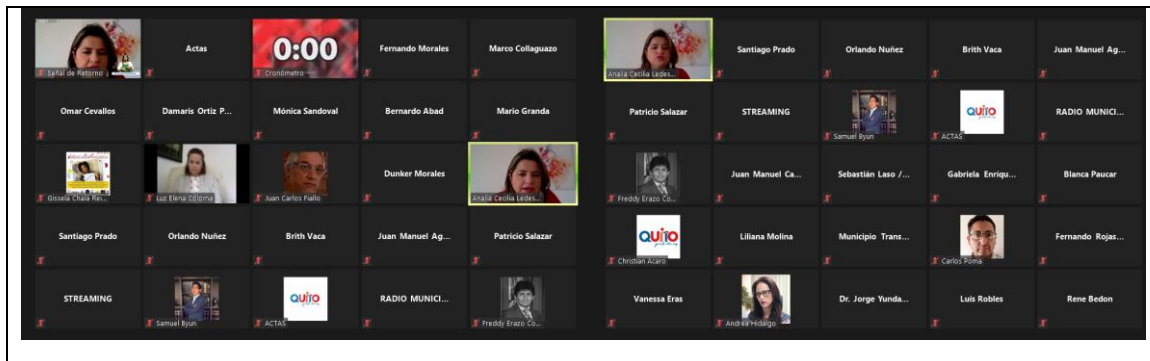 Señal de Retorno
Actas
0:00
Cronómetro
Fernando Morales
Marco Collaguazo
Omar Cevallos
Damaris Ortiz P...
Mónica Sandoval
Bernardo Abad
Mario Granda
Gissela Chalá Rei...
Luz Elena Coloma
Juan Carlos Fiallo
Dunker Morales
Analía Cecilia Ledes...
Santiago Prado
Orlando Nuñez
Brith Vaca
Juan Manuel Ag...
Patricio Salazar
STREAMING
Samuel Byun
QUITO
ACTAS
RADIO MUNICI...
Freddy Erazo Co...
Analía Cecilia Ledes...
Santiago Prado
Orlando Nuñez
Brith Vaca
Juan Manuel Ag...
Patricio Salazar
STREAMING
Samuel Byun
QUITO
ACTAS
RADIO MUNICI...
Freddy Erazo Co...
Juan Manuel Ca...
Sebastián Laso /...
Gabriela Enríqu...
Blanca Paucar
QUITO
Christian Acaro
Liliana Molina
Municipio Trans...
Carlos Poma
Fernando Rojas...
Vanessa Eras
Andrea Hidalgo
Dr. Jorge Yunda...
Luis Robles
Rene Bedon